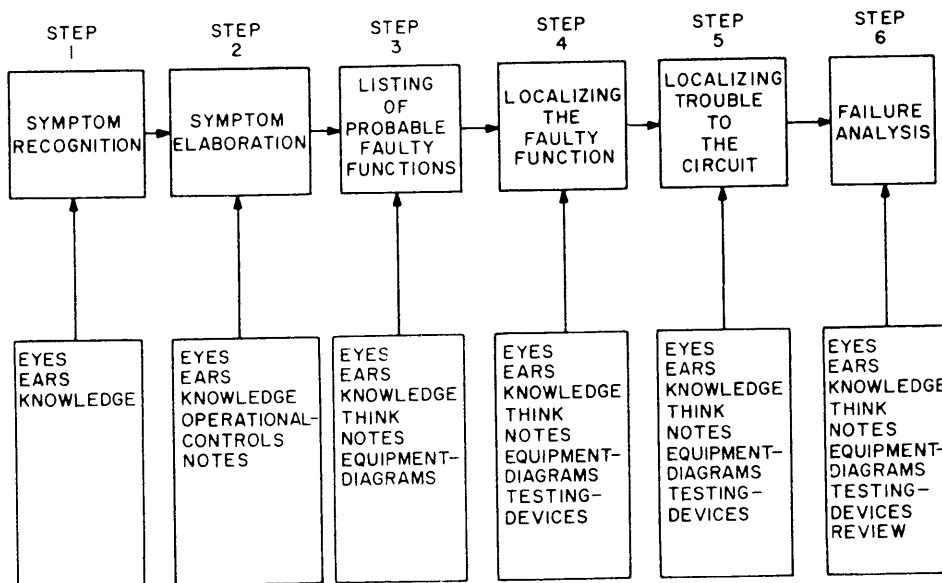 STEP
1
STEP
2
STEP
3
STEP
4
STEP
5
STEP
6
SYMPTOM
RECOGNITION
SYMPTOM
ELABORATION
LISTING
OF
PROBABLE
FAULTY
FUNCTIONS
LOCALIZING
THE
FAULTY
FUNCTION
LOCALIZING
TROUBLE
TO
THE
CIRCUIT
FAILURE
ANALYSIS
EYES
EARS
KNOWLEDGE
EYES
EARS
KNOWLEDGE
OPERATIONAL-
CONTROLS
NOTES
EYES
EARS
KNOWLEDGE
THINK
NOTES
EQUIPMENT-
DIAGRAMS
EYES
EARS
KNOWLEDGE
THINK
NOTES
EQUIPMENT-
DIAGRAMS
TESTING-
DEVICES
EYES
EARS
KNOWLEDGE
THINK
NOTES
EQUIPMENT-
DIAGRAMS
TESTING-
DEVICES
EYES
EARS
KNOWLEDGE
THINK
NOTES
EQUIPMENT-
DIAGRAMS
TESTING-
DEVICES
REVIEW